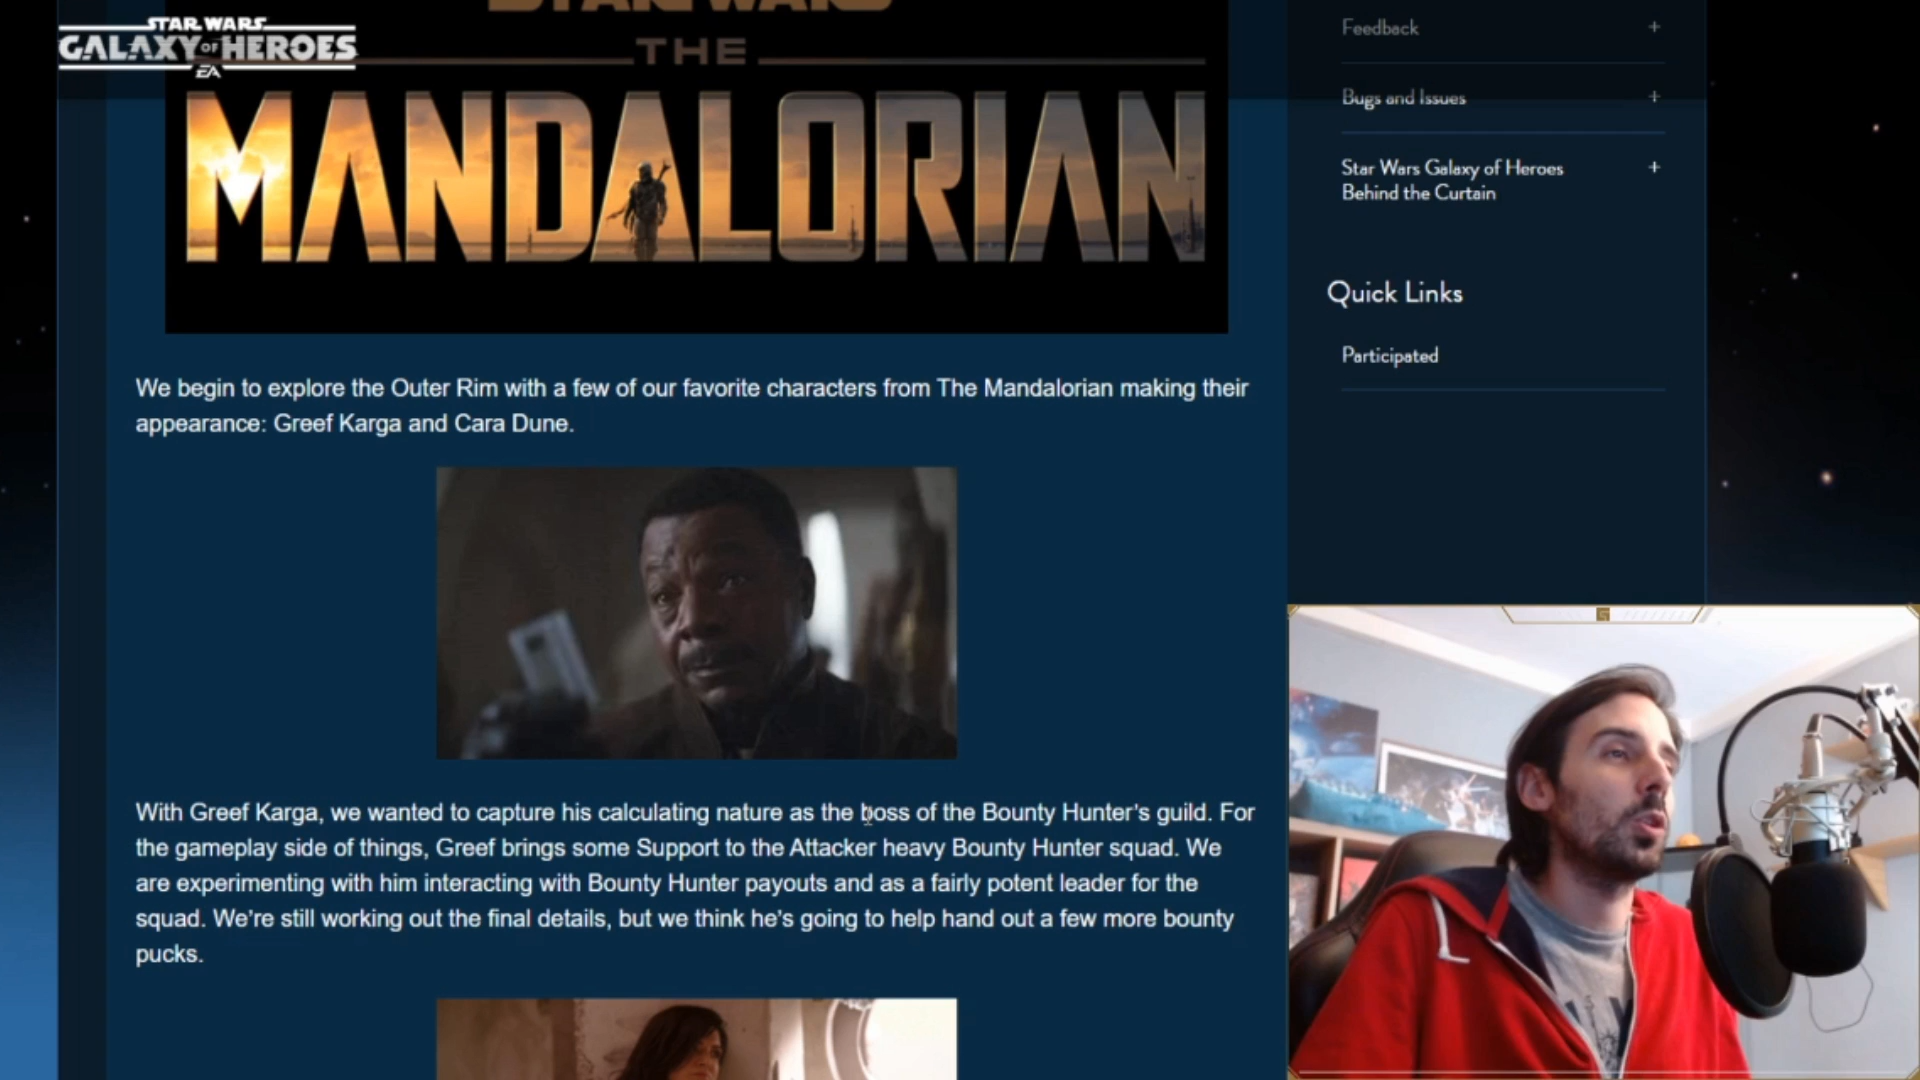 STAR WARS
GALAXY OF HEROES
EA
STAR WARS
THE
MANDALORIAN
We begin to explore the Outer Rim with a few of our favorite characters from The Mandalorian making their
appearance: Greef Karga and Cara Dune.
With Greef Karga, we wanted to capture his calculating nature as the boss of the Bounty Hunter's guild. For
the gameplay side of things, Greef brings some Support to the Attacker heavy Bounty Hunter squad. We
are experimenting with him interacting with Bounty Hunter payouts and as a fairly potent leader for the
squad. We're still working out the final details, but we think he's going to help hand out a few more bounty
pucks.
Feedback +
Bugs and Issues +
Star Wars Galaxy of Heroes +
Behind the Curtain
Quick Links
Participated